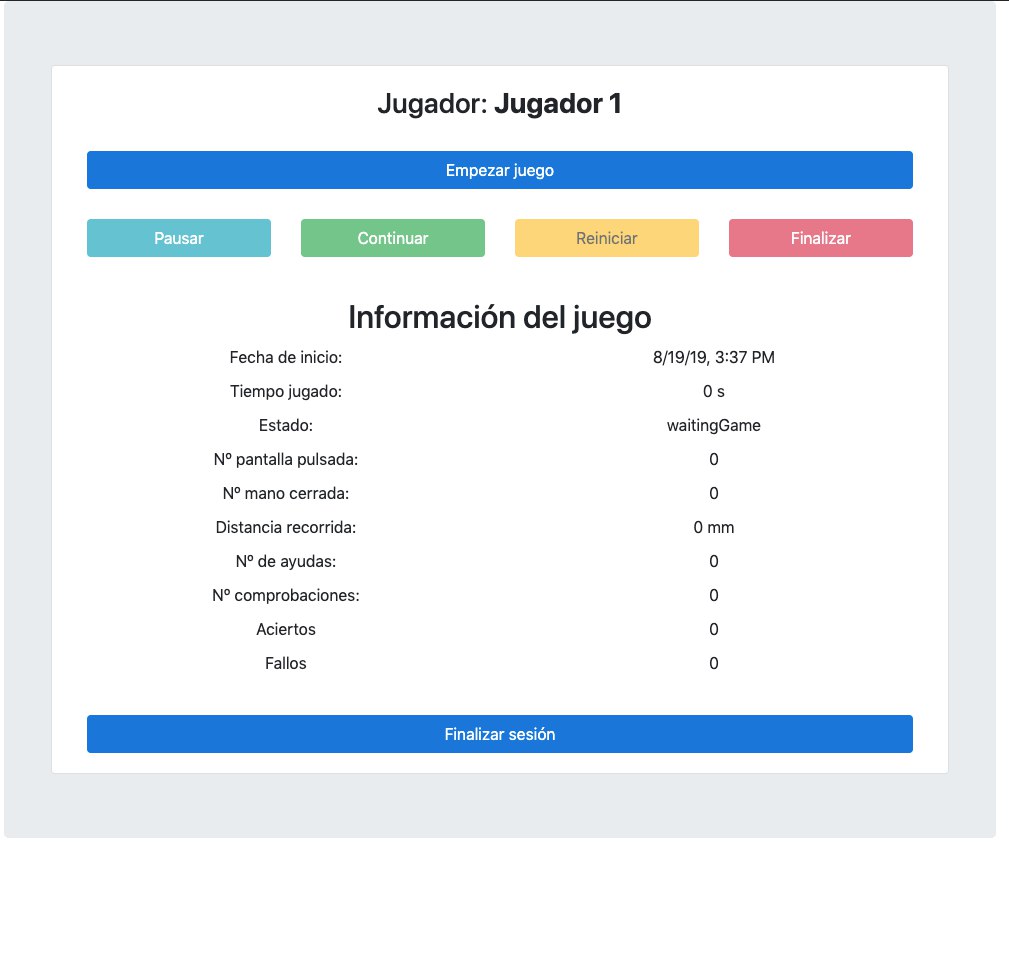 Jugador: Jugador 1
Empezar juego
Pausar Continuar Reiniciar Finalizar
Información del juego
Fecha de inicio: 8/19/19, 3:37 PM
Tiempo jugado: 0 s
Estado: waitingGame
Nº pantalla pulsada: 0
Nº mano cerrada: 0
Distancia recorrida: 0 mm
Nº de ayudas: 0
Nº comprobaciones: 0
Aciertos 0
Fallos 0
Finalizar sesión